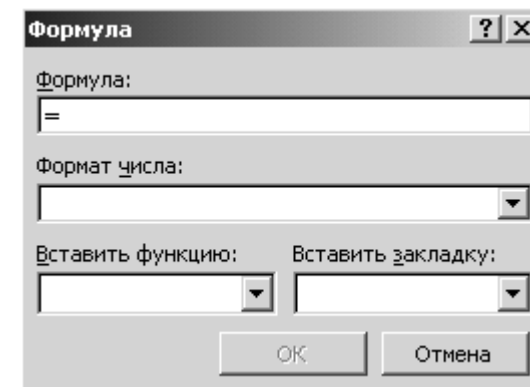 Формула
Формула:
=
Формат числа:
Вставить функцию: Вставить закладку:
ОК Отмена